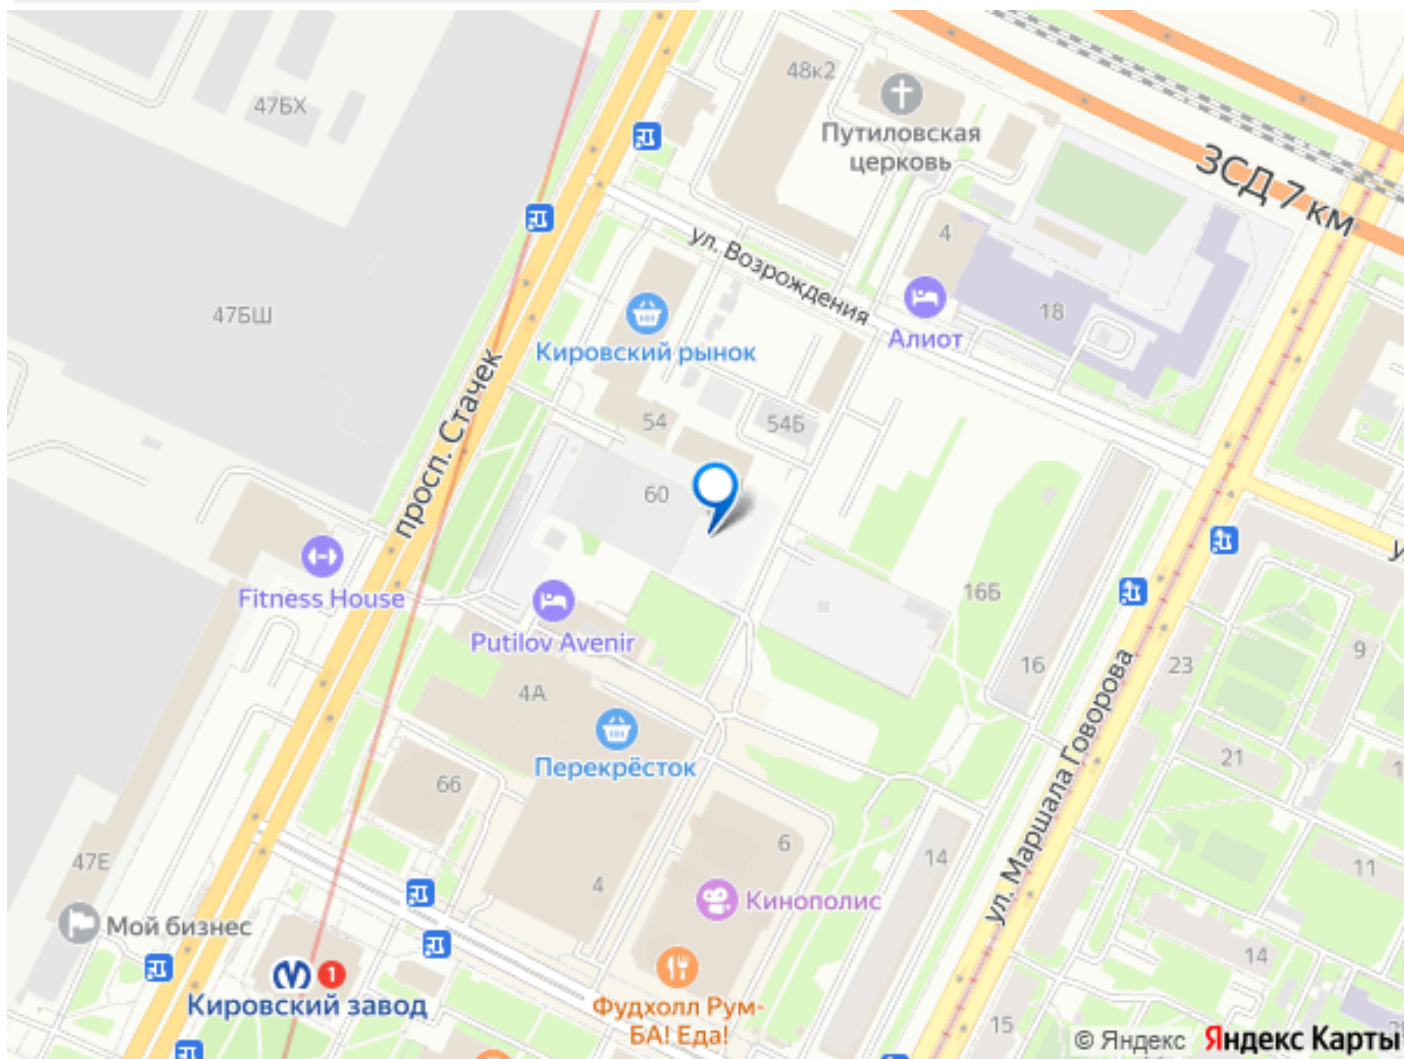 47БХ
48к2
Путиловская
церковь
ЗСД 7 км
ул. Возрождения
4
18
Алиот
47БШ
Кировский рынок
просп. Стачек
54
54Б
60
Fitness House
Putilov Avenir
16Б
16
23
9
4А
Перекрёсток
21
66
ул. Маршала Говорова
6
14
11
47Е
4
Кинополис
Мой бизнес
14
1
Кировский завод
Фудхолл Рум-
БА! Еда!
15
© Яндекс Яндекс Карты